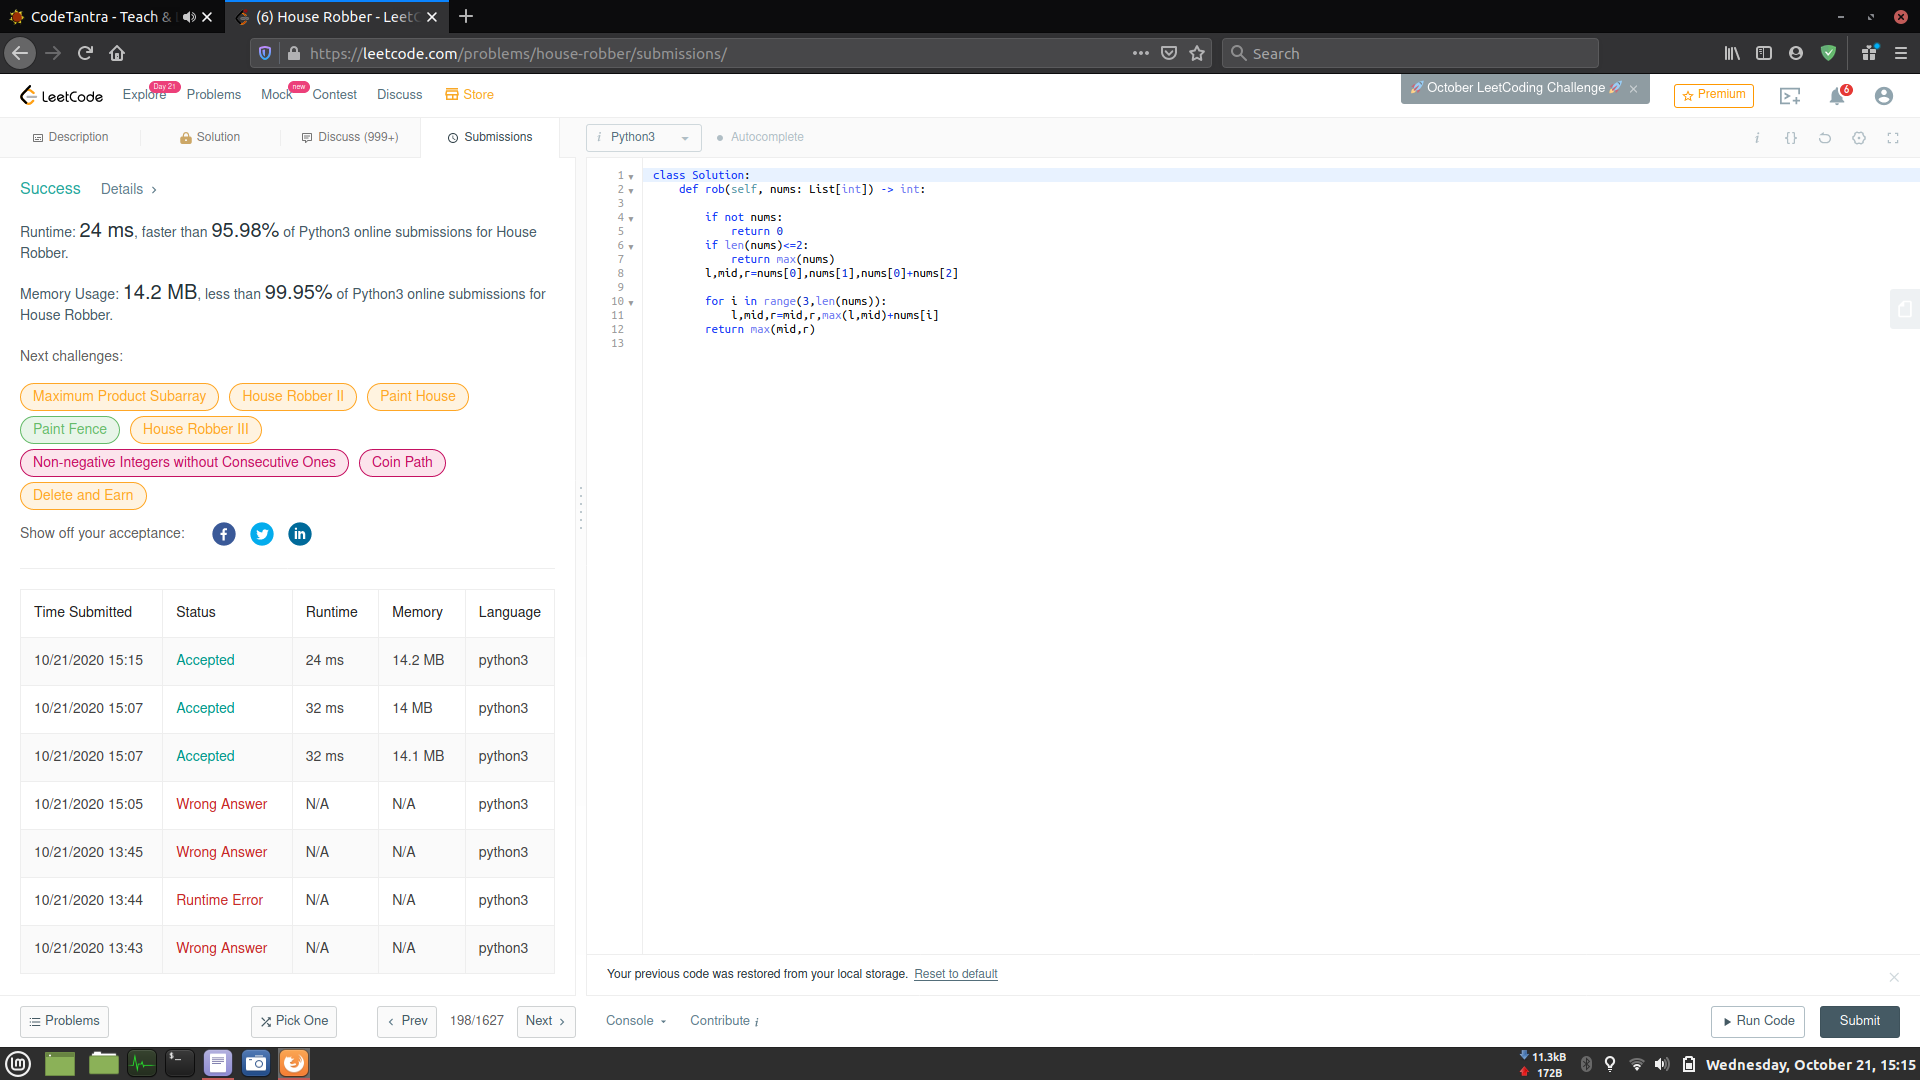 CodeTantra - Teach &
(6) House Robber - LeetC
https://leetcode.com/problems/house-robber/submissions/
Search
LeetCode
Explore
Day 21
Problems
Mock
new
Contest
Discuss
Store
October LeetCoding Challenge
Premium
6
Description
Solution
Discuss (999+)
Submissions
i Python3
Autocomplete
i
{}
Success
Details >
Runtime: 24 ms, faster than 95.98% of Python3 online submissions for House
Robber.
Memory Usage: 14.2 MB, less than 99.95% of Python3 online submissions for
House Robber.
Next challenges:
Maximum Product Subarray
House Robber II
Paint House
Paint Fence
House Robber III
Non-negative Integers without Consecutive Ones
Coin Path
Delete and Earn
Show off your acceptance:
Time Submitted Status Runtime Memory Language
10/21/2020 15:15 Accepted 24 ms 14.2 MB python3
10/21/2020 15:07 Accepted 32 ms 14 MB python3
10/21/2020 15:07 Accepted 32 ms 14.1 MB python3
10/21/2020 15:05 Wrong Answer N/A N/A python3
10/21/2020 13:45 Wrong Answer N/A N/A python3
10/21/2020 13:44 Runtime Error N/A N/A python3
10/21/2020 13:43 Wrong Answer N/A N/A python3
1 class Solution:
2 def rob(self, nums: List[int]) -> int:
3
4 if not nums:
5 return 0
6 if len(nums)<=2:
7 return max(nums)
8 l,mid,r=nums[0],nums[1],nums[0]+nums[2]
9
10 for i in range(3,len(nums)):
11 l,mid,r=mid,r,max(l,mid)+nums[i]
12 return max(mid,r)
13
Your previous code was restored from your local storage. Reset to default
Problems
Pick One
< Prev
198/1627
Next >
Console
Contribute i
Run Code
Submit
11.3kB
172B
Wednesday, October 21, 15:15